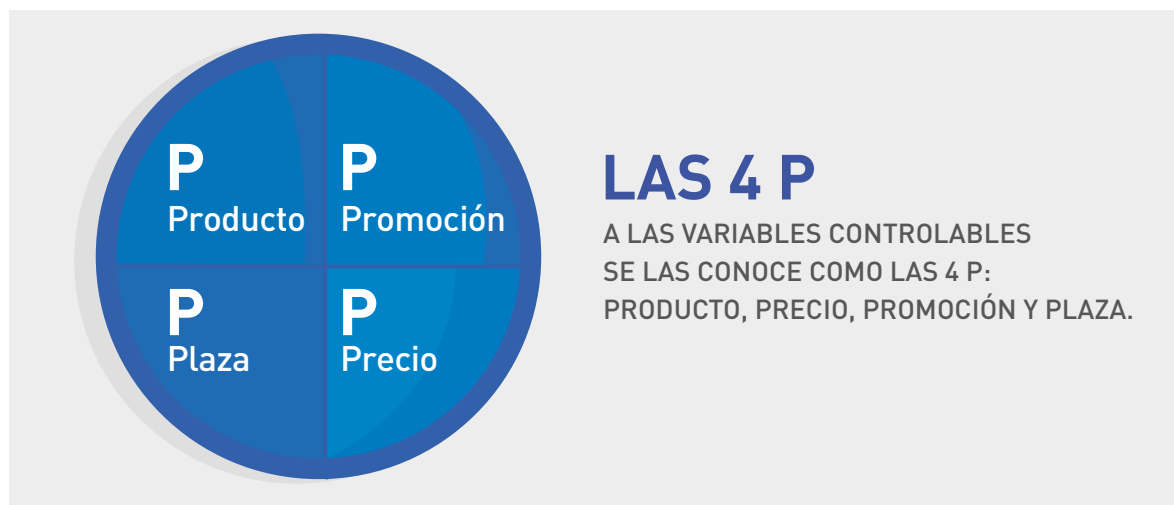 P
Producto
P
Promoción
P
Plaza
P
Precio
LAS 4 P
A LAS VARIABLES CONTROLABLES
SE LAS CONOCE COMO LAS 4 P:
PRODUCTO, PRECIO, PROMOCIÓN Y PLAZA.